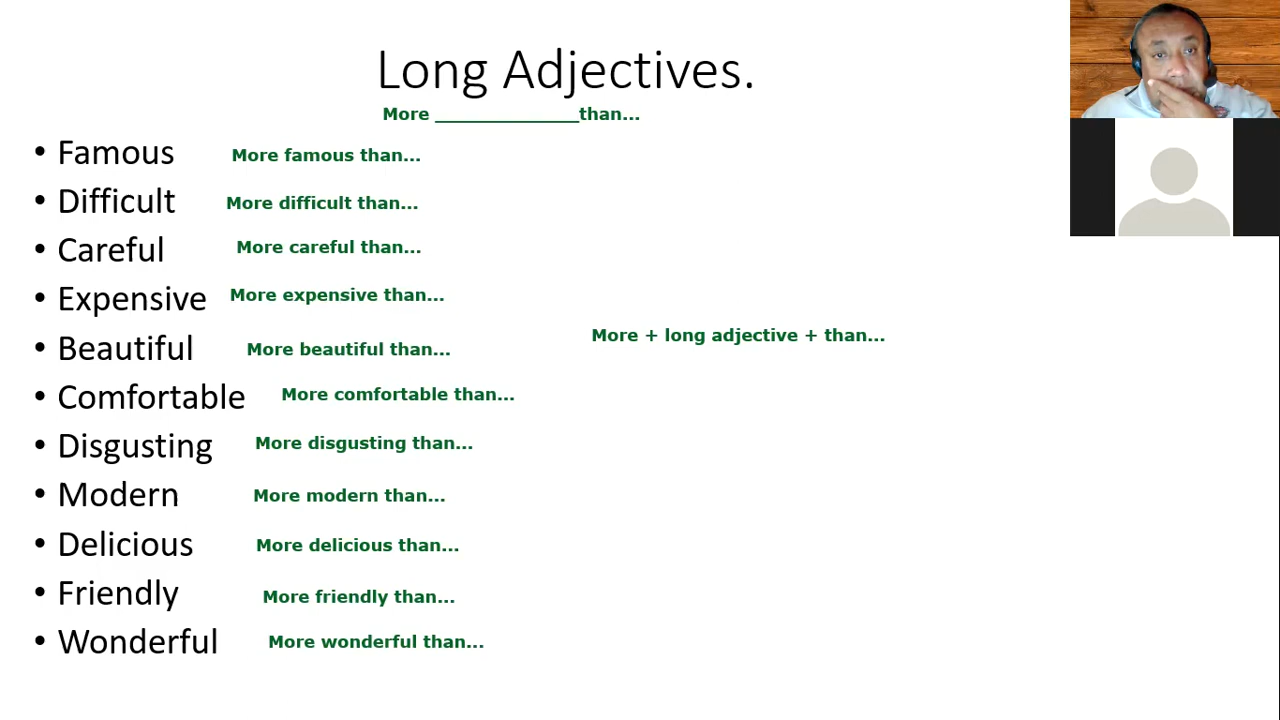 Long Adjectives.
More ________________than...
• Famous More famous than...
• Difficult More difficult than...
• Careful More careful than...
• Expensive More expensive than...
More + long adjective + than...
• Beautiful More beautiful than...
• Comfortable More comfortable than...
• Disgusting More disgusting than...
• Modern More modern than...
• Delicious More delicious than...
• Friendly More friendly than...
• Wonderful More wonderful than...